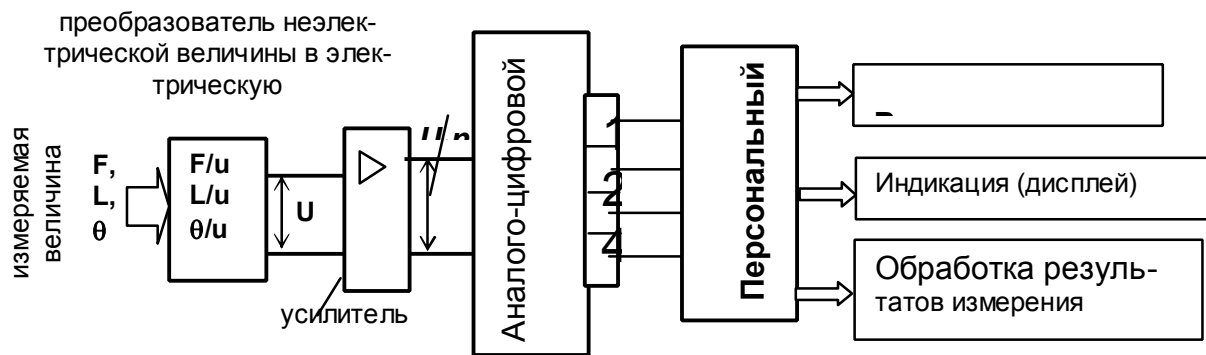 преобразователь неэлек-
трической величины в элек-
трическую
измеряемая
величина
F,
L,
θ
F/u
L/u
θ/u
U
усилитель
Аналого-цифровой
1
2
4
Персональный
Индикация (дисплей)
Обработка резуль-
татов измерения